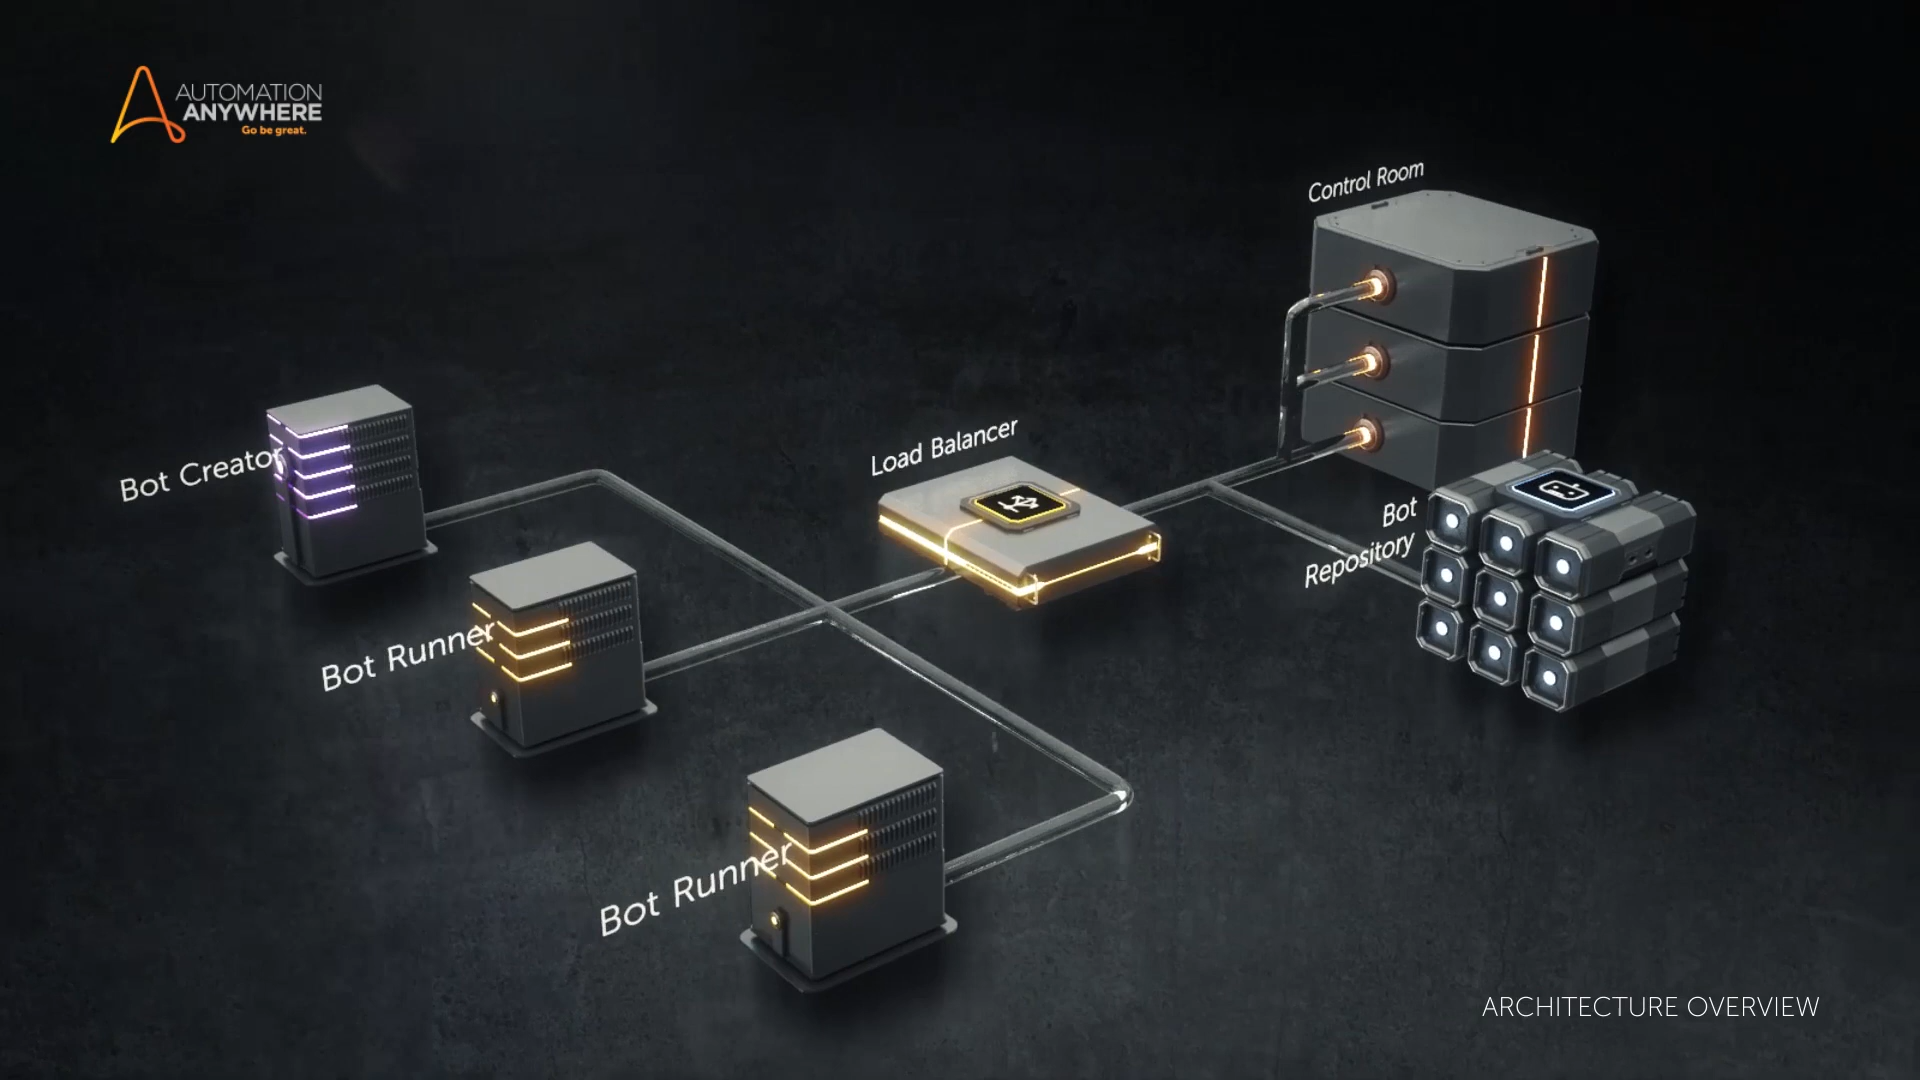 AUTOMATION
ANYWHERE
Go be great.
Control Room
Load Balancer
Bot Creator
Bot
Repository
Bot Runner
Bot Runner
ARCHITECTURE OVERVIEW